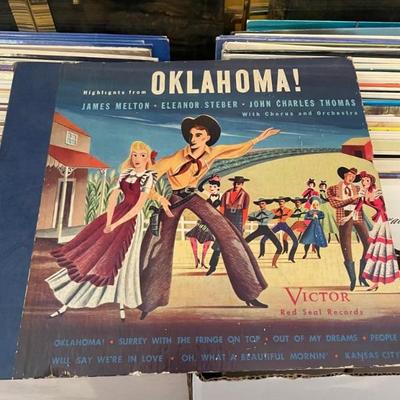 Highlights from OKLAHOMA!
JAMES MELTON • ELEANOR STEBER • JOHN CHARLES THOMAS
With Chorus and Orchestra
VICTOR
Red Seal Records
OKLAHOMA! • SURREY WITH THE FRINGE ON TOP • OUT OF MY DREAMS • PEOPLE
WILL SAY WE'RE IN LOVE • OH, WHAT A BEAUTIFUL MORNIN' • KANSAS CITY